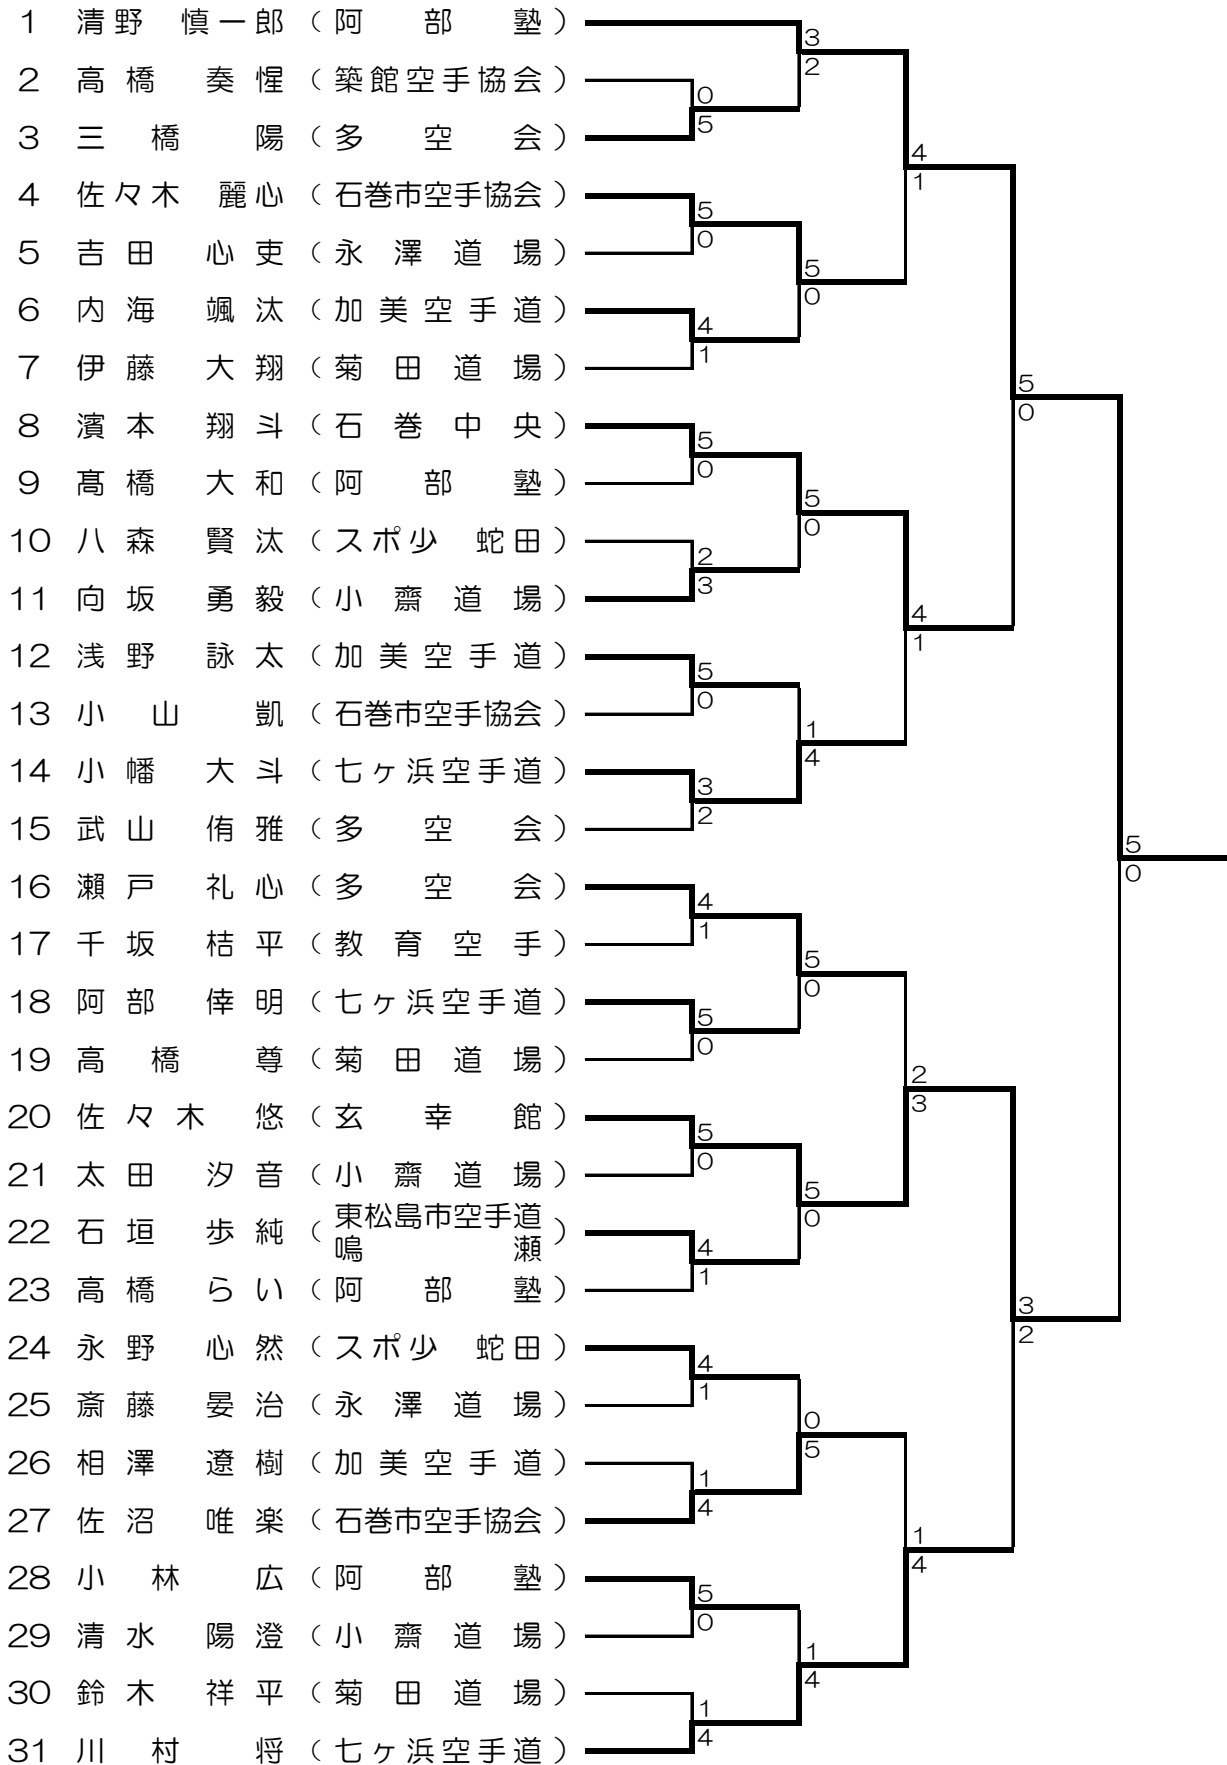 1 清野 慎一郎 (阿部塾)
2 高橋 奏惺 (築館空手協会)
3 三橋 陽 (多空会)
4 佐々木 麗心 (石巻市空手協会)
5 吉田 心吏 (永澤道場)
6 内海 颯汰 (加美空手道)
7 伊藤 大翔 (菊田道場)
8 濱本 翔斗 (石巻中央)
9 髙橋 大和 (阿部塾)
10 八森 賢汰 (スポ少 蛇田)
11 向坂 勇毅 (小齋道場)
12 浅野 詠太 (加美空手道)
13 小山 凱 (石巻市空手協会)
14 小幡 大斗 (七ヶ浜空手道)
15 武山 侑雅 (多空会)
16 瀬戸 礼心 (多空会)
17 千坂 桔平 (教育空手)
18 阿部 倖明 (七ヶ浜空手道)
19 高橋 尊 (菊田道場)
20 佐々木 悠 (玄幸館)
21 太田 汐音 (小齋道場)
22 石垣 歩純 (東松島市空手道
鳴瀬)
23 高橋 らい (阿部塾)
24 永野 心然 (スポ少 蛇田)
25 斎藤 晏治 (永澤道場)
26 相澤 遼樹 (加美空手道)
27 佐沼 唯楽 (石巻市空手協会)
28 小林 広 (阿部塾)
29 清水 陽澄 (小齋道場)
30 鈴木 祥平 (菊田道場)
31 川村 将 (七ヶ浜空手道)
0
5
5
0
4
1
5
0
2
3
5
0
3
2
4
1
5
0
5
0
4
1
4
1
1
4
5
0
1
4
3
2
5
0
5
0
1
4
5
0
5
0
0
5
1
4
4
1
4
1
2
3
1
4
5
0
3
2
5
0